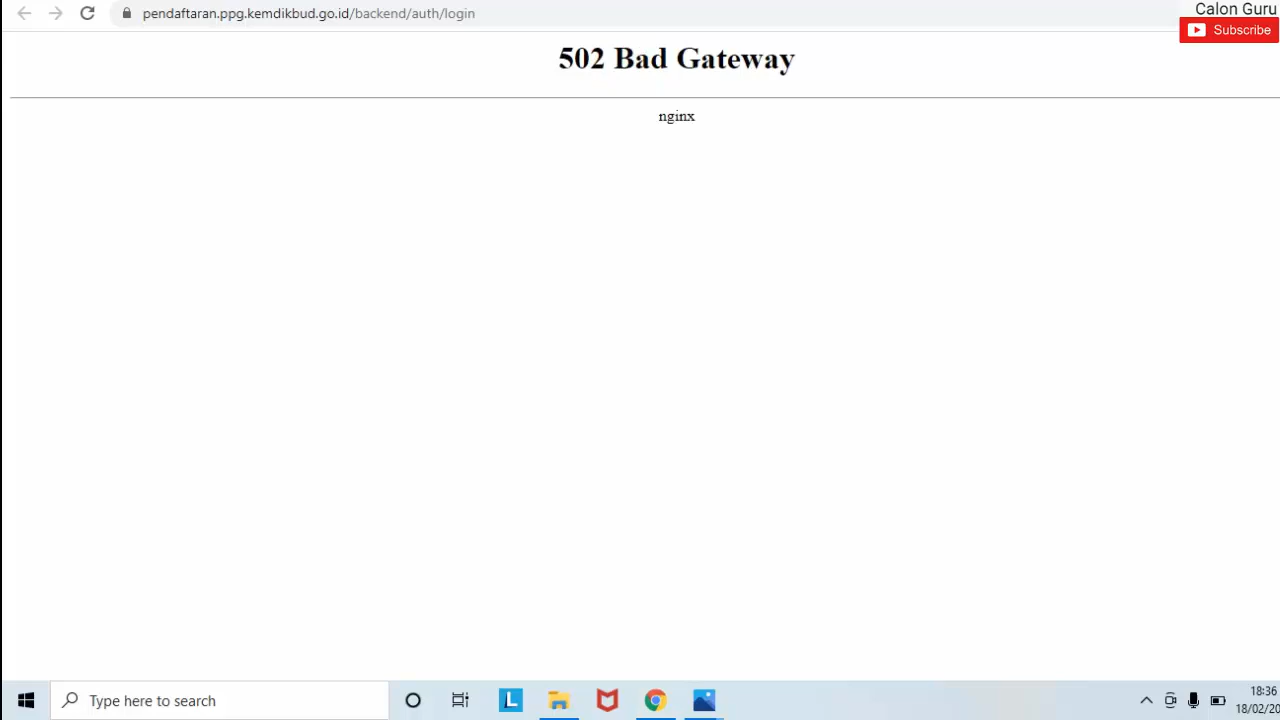 pendaftaran.ppg.kemdikbud.go.id/backend/auth/login
Calon Guru
Subscribe
502 Bad Gateway
nginx
Type here to search
18:36
18/02/20